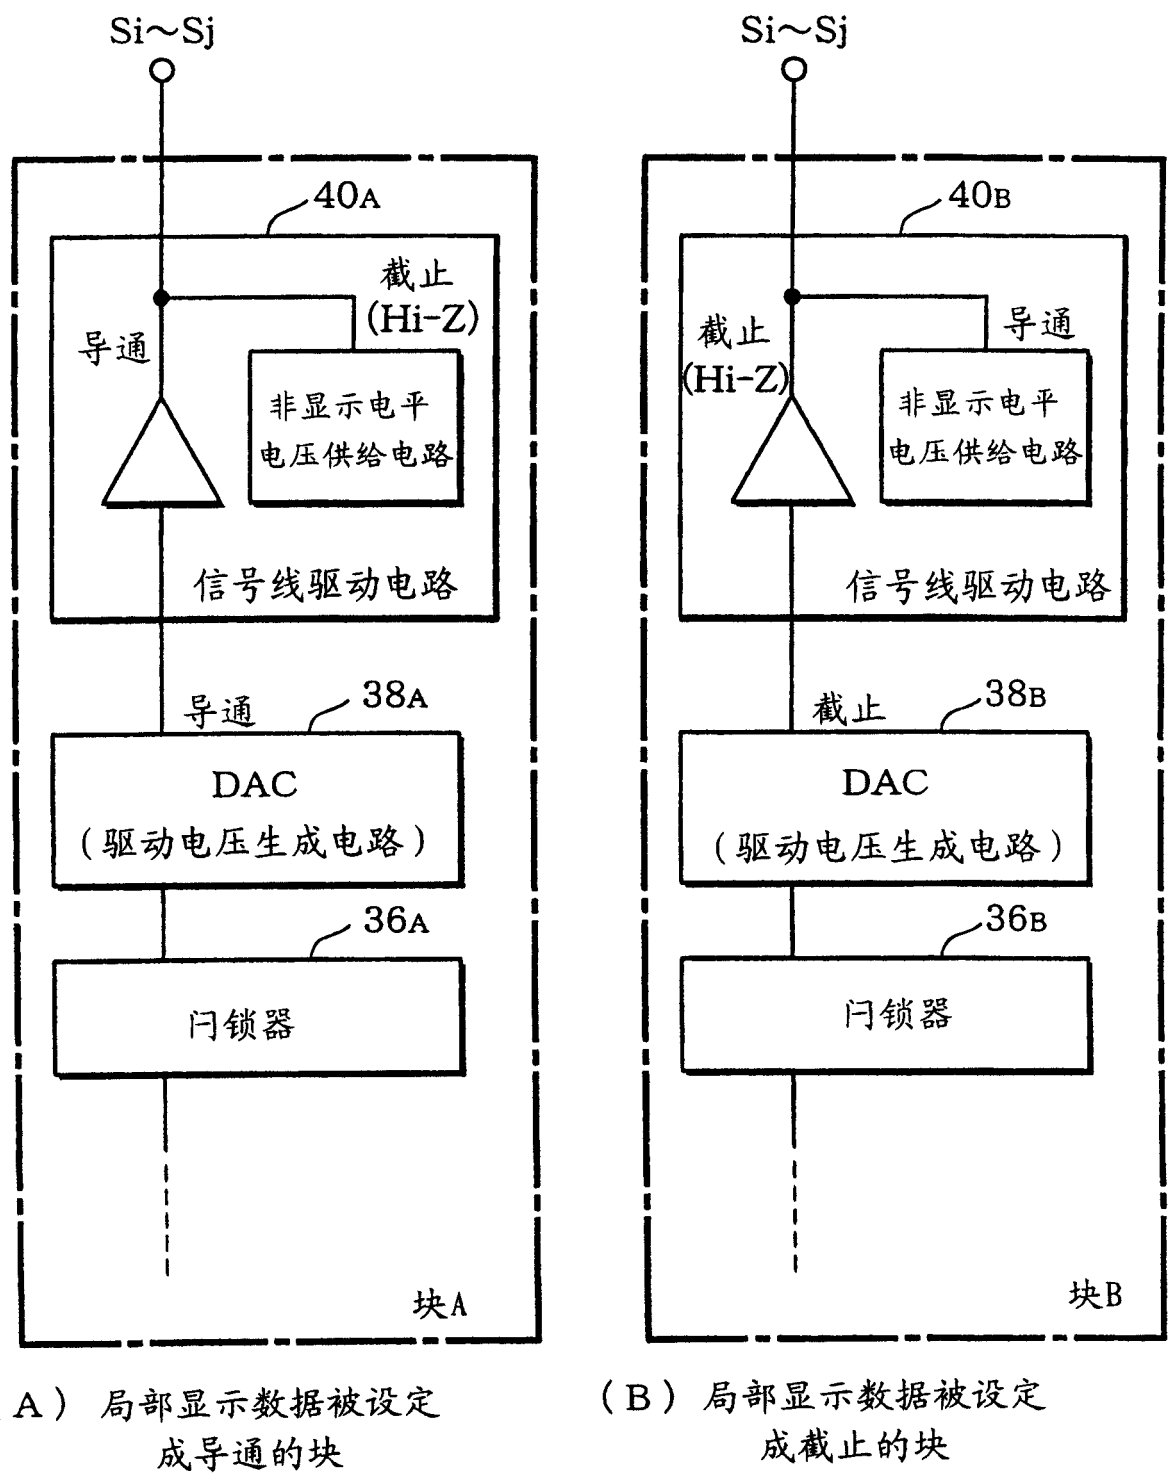 Si~Sj
40A
截止
(Hi-Z)
导通
非显示电平
电压供给电路
信号线驱动电路
导通
38A
DAC
(驱动电压生成电路)
36A
闩锁器
块A
A) 局部显示数据被设定
成导通的块
Si~Sj
40B
导通
截止
(Hi-Z)
非显示电平
电压供给电路
信号线驱动电路
截止
38B
DAC
(驱动电压生成电路)
36B
闩锁器
块B
(B) 局部显示数据被设定
成截止的块